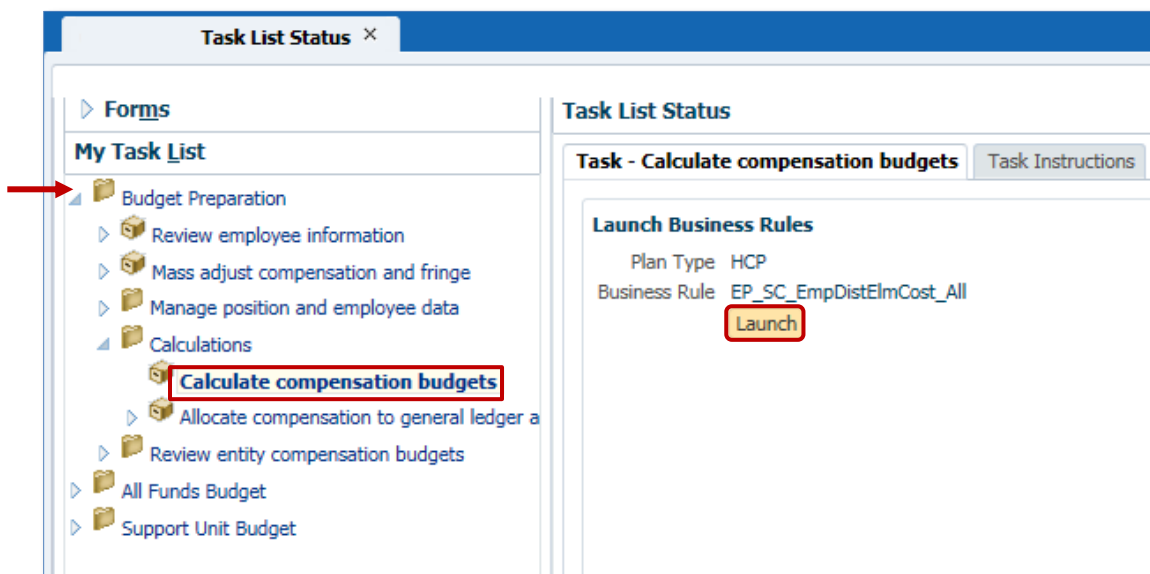 Task List Status ×
Forms
My Task List
Budget Preparation
Review employee information
Mass adjust compensation and fringe
Manage position and employee data
Calculations
Calculate compensation budgets
Allocate compensation to general ledger a
Review entity compensation budgets
All Funds Budget
Support Unit Budget
Task List Status
Task - Calculate compensation budgets Task Instructions
Launch Business Rules
Plan Type HCP
Business Rule EP_SC_EmpDistElmCost_All
Launch